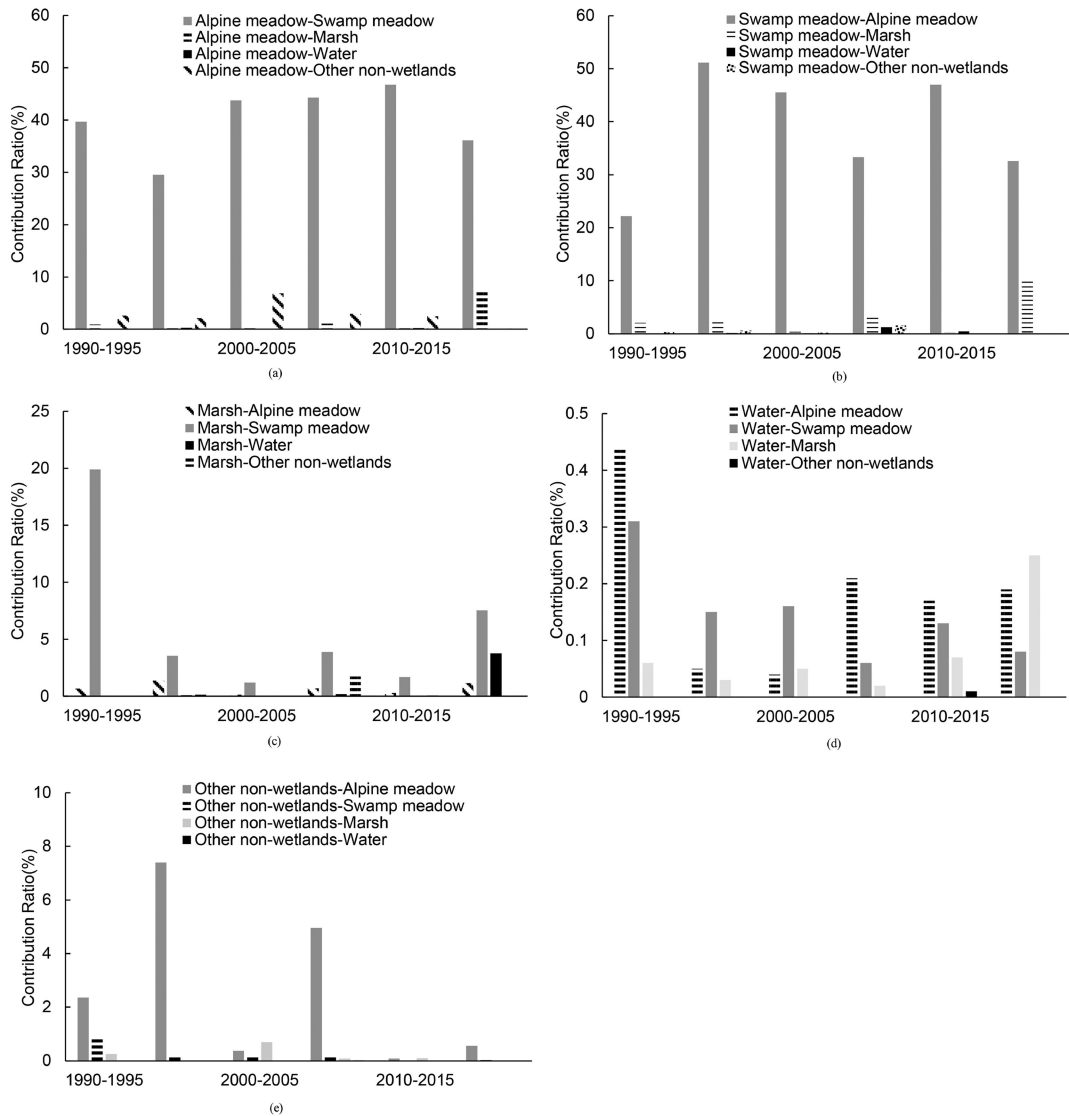 60
50
40
30
20
10
0
Contribution Ratio(%)
Alpine meadow-Swamp meadow
Alpine meadow-Marsh
Alpine meadow-Water
Alpine meadow-Other non-wetlands
1990-1995
2000-2005
2010-2015
(a)
60
50
40
30
20
10
0
Contribution Ratio(%)
Swamp meadow-Alpine meadow
Swamp meadow-Marsh
Swamp meadow-Water
Swamp meadow-Other non-wetlands
1990-1995
2000-2005
2010-2015
(b)
25
20
15
10
5
0
Contribution Ratio(%)
Marsh-Alpine meadow
Marsh-Swamp meadow
Marsh-Water
Marsh-Other non-wetlands
1990-1995
2000-2005
2010-2015
(c)
0.5
0.4
0.3
0.2
0.1
0
Contribution Ratio(%)
Water-Alpine meadow
Water-Swamp meadow
Water-Marsh
Water-Other non-wetlands
1990-1995
2000-2005
2010-2015
(d)
10
8
6
4
2
0
Contribution Ratio(%)
Other non-wetlands-Alpine meadow
Other non-wetlands-Swamp meadow
Other non-wetlands-Marsh
Other non-wetlands-Water
1990-1995
2000-2005
2010-2015
(e)